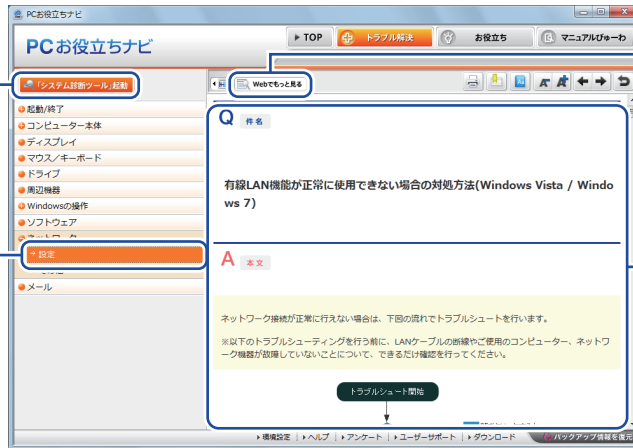 PCお役立ちナビ
PCお役立ちナビ
TOP
トラブル解決
お役立ち
マニュアルびゅーわ
「システム診断ツール」起動
Webでもっと見る
起動/終了
コンピューター本体
ディスプレイ
マウス/キーボード
ドライブ
周辺機器
Windowsの操作
ソフトウェア
設定
メール
Q 件名
有線LAN機能が正常に使用できない場合の対処方法(Windows Vista / Windo
ws 7)
A 本文
ネットワーク接続が正常に行えない場合は、下図の流れでトラブルシュートを行います。
※以下のトラブルシューティングを行う前に、LANケーブルの断線やご使用のコンピューター、ネットワ
ーク機器が故障していないことについて、できるだけ確認を行ってください。
トラブルシュート開始
環境設定 | ヘルプ | アンケート | ユーザーサポート | ダウンロード
バックアップ情報を復元